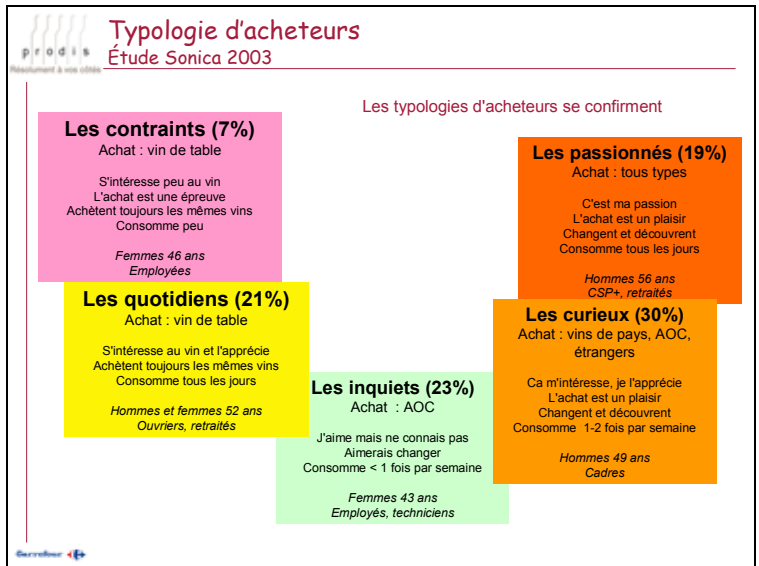 prodis
Résolument à vos côtés
Typologie d'acheteurs
Étude Sonica 2003
Les typologies d'acheteurs se confirment
Les contraints (7%)
Achat : vin de table
S'intéresse peu au vin
L'achat est une épreuve
Achètent toujours les mêmes vins
Consomme peu
Femmes 46 ans
Employées
Les passionnés (19%)
Achat : tous types
C'est ma passion
L'achat est un plaisir
Changent et découvrent
Consomme tous les jours
Hommes 56 ans
CSP+, retraités
Les quotidiens (21%)
Achat : vin de table
S'intéresse au vin et l'apprécie
Achètent toujours les mêmes vins
Consomme tous les jours
Hommes et femmes 52 ans
Ouvriers, retraités
Les curieux (30%)
Achat : vins de pays, AOC,
étrangers
Ca m'intéresse, je l'apprécie
L'achat est un plaisir
Changent et découvrent
Consomme 1-2 fois par semaine
Hommes 49 ans
Cadres
Les inquiets (23%)
Achat : AOC
J'aime mais ne connais pas
Aimerais changer
Consomme < 1 fois par semaine
Femmes 43 ans
Employés, techniciens
Carrefour